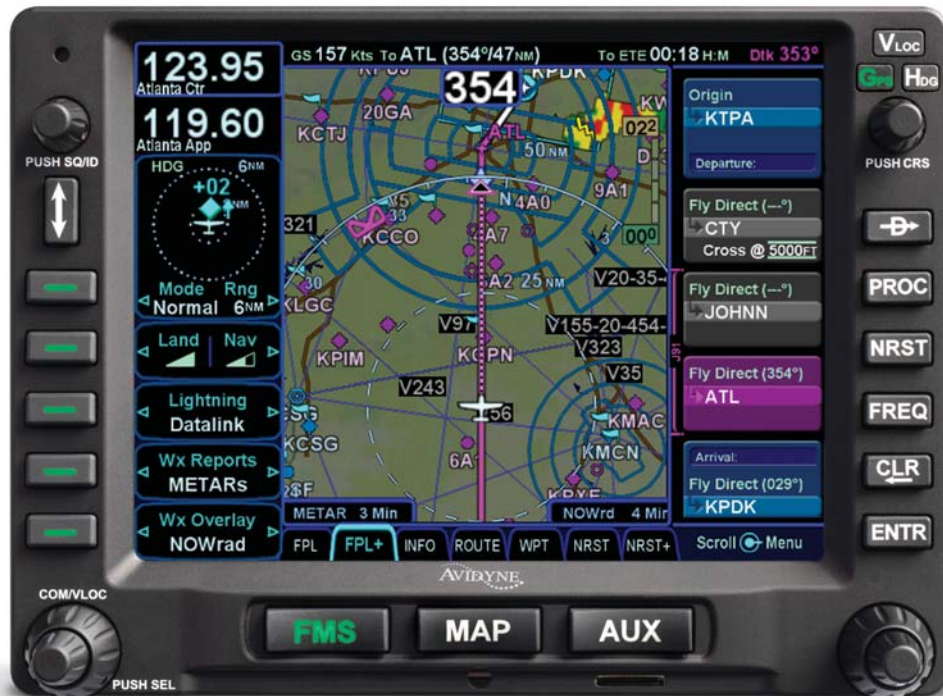 GS 157 Kts To ATL (354°/47NM) To ETE 00:18 H:M Dtk 353°
VLOC
GPS HDG
PUSH CRS
123.95
Atlanta Ctr
119.60
Atlanta App
PUSH SQ/ID
HDG 6NM
+02
Mode Rng
Normal 6NM
Land Nav
Lightning
Datalink
Wx Reports
METARs
Wx Overlay
NOWrad
354
KPDK
20GA
KCTJ
ATL
022
50 NM
9A1
4A0
33
321
KCCO
4A7
00⁰
30
KLGC
25 NM
V20-35-
V97
V155-20-454-
V323
KPIM
KOPN
V35
V243
56
KMAC
KCSG
KMCN
6A1
METAR 3 Min
NOWrd 4 Min
FPL FPL+ INFO ROUTE WPT NRST NRST+
Origin
KTPA
Departure:
Fly Direct (---°)
CTY
Cross @ 5000FT
Fly Direct (---°)
JOHNN
J91
Fly Direct (354°)
ATL
Arrival:
Fly Direct (029°)
KPDK
Scroll Menu
D
PROC
NRST
FREQ
CLR
ENTR
AVIDYNE
COM/VLOC
PUSH SEL
FMS MAP AUX